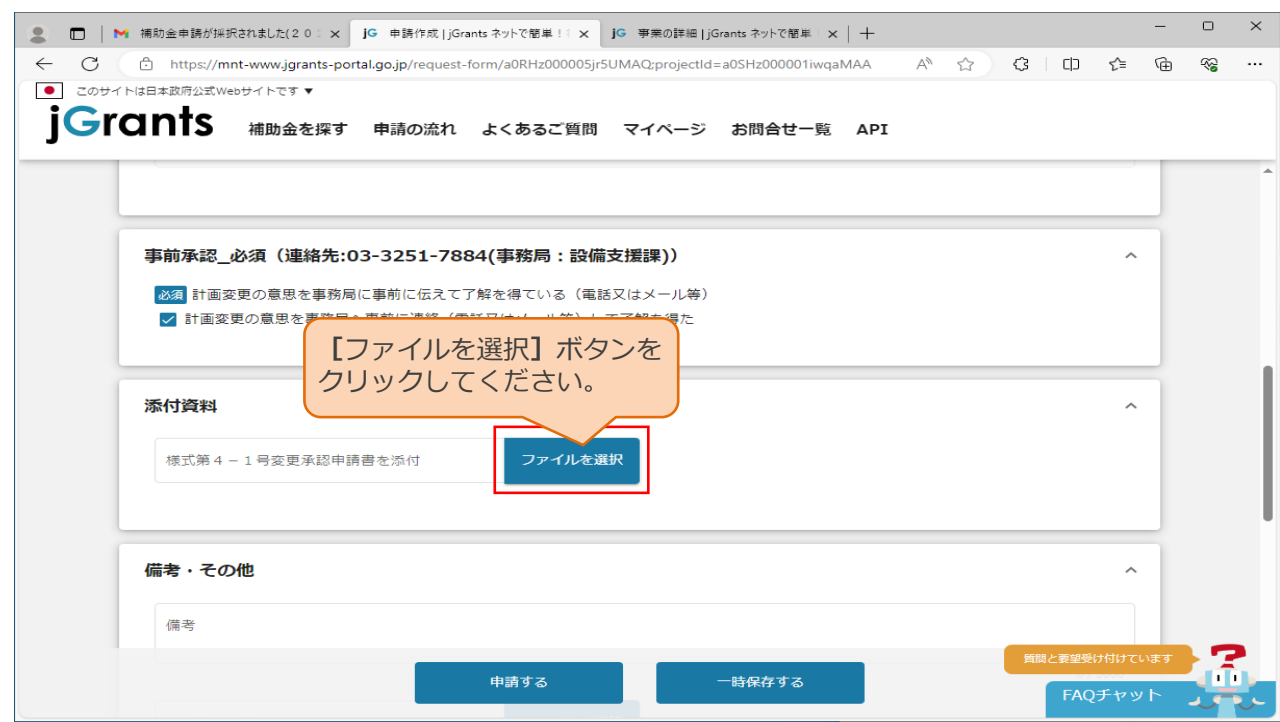 補助金申請が採択されました(20
jG 申請作成 | jGrants ネットで簡単!
jG 事業の詳細 | jGrants ネットで簡単
https://mnt-www.jgrants-portal.go.jp/request-form/a0RHz000005jr5UMAQ;projectId=a0SHz000001iwqaMAA
このサイトは日本政府公式Webサイトです ▼
jGrants 補助金を探す 申請の流れ よくあるご質問 マイページ お問合せ一覧 API
事前承認_必須(連絡先:03-3251-7884(事務局:設備支援課))
必須 計画変更の意思を事務局に事前に伝えて了解を得ている(電話又はメール等)
計画変更の意思を事務局へ事前に連絡(電話又はメール等)して了解を得た
【ファイルを選択】ボタンを
クリックしてください。
添付資料
様式第4-1号変更承認申請書を添付
ファイルを選択
備考・その他
備考
質問と要望受け付けています
申請する 一時保存する
FAQチャット